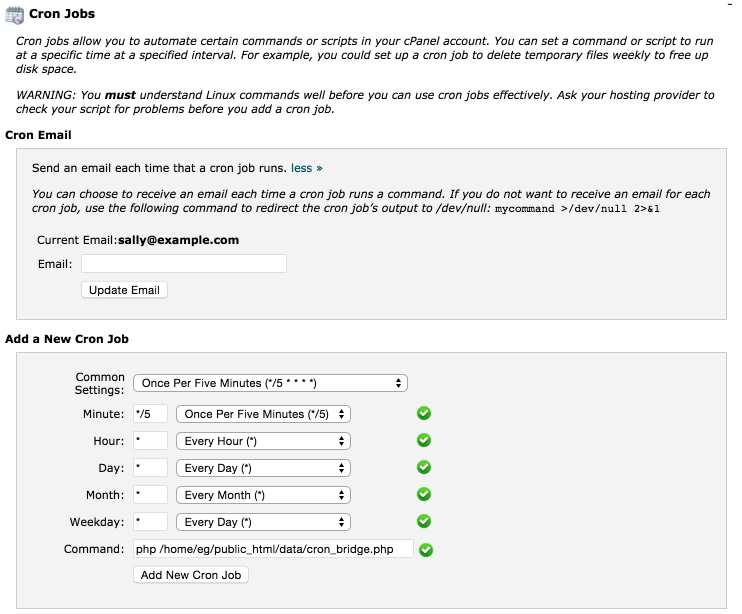 Cron Jobs
Cron jobs allow you to automate certain commands or scripts in your cPanel account. You can set a command or script to run
at a specific time at a specified interval. For example, you could set up a cron job to delete temporary files weekly to free up
disk space.
WARNING: You must understand Linux commands well before you can use cron jobs effectively. Ask your hosting provider to
check your script for problems before you add a cron job.
Cron Email
Send an email each time that a cron job runs. less »
You can choose to receive an email each time a cron job runs a command. If you do not want to receive an email for each
cron job, use the following command to redirect the cron job's output to /dev/null: mycommand >/dev/null 2>&1
Current Email:sally@example.com
Email:
Update Email
Add a New Cron Job
Common
Settings: Once Per Five Minutes (*/5 * * * *)
Minute: */5 Once Per Five Minutes (*/5)
Hour: * Every Hour (*)
Day: * Every Day (*)
Month: * Every Month (*)
Weekday: * Every Day (*)
Command: php /home/eg/public_html/data/cron_bridge.php
Add New Cron Job